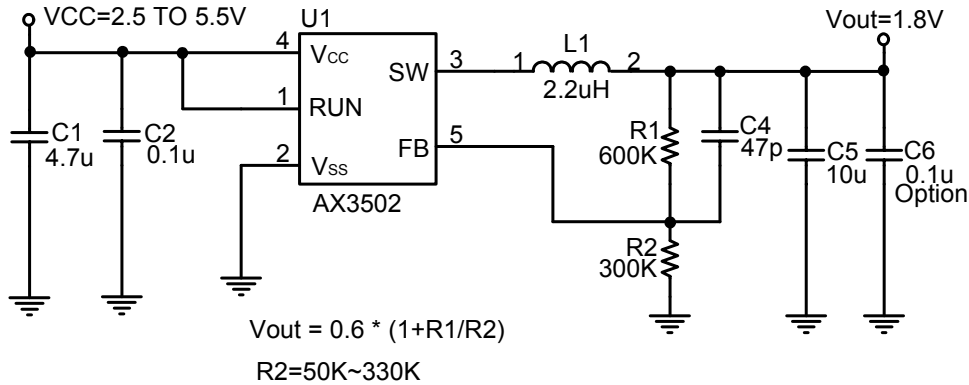 VCC=2.5 TO 5.5V
U1
Vout=1.8V
4
VCC
SW
3
1
L1
2
2.2uH
1
RUN
C1
4.7u
C2
0.1u
2
VSS
FB
5
R1
600K
C4
47p
C5
10u
C6
0.1u
Option
AX3502
R2
300K
Vout = 0.6 * (1+R1/R2)
R2=50K~330K